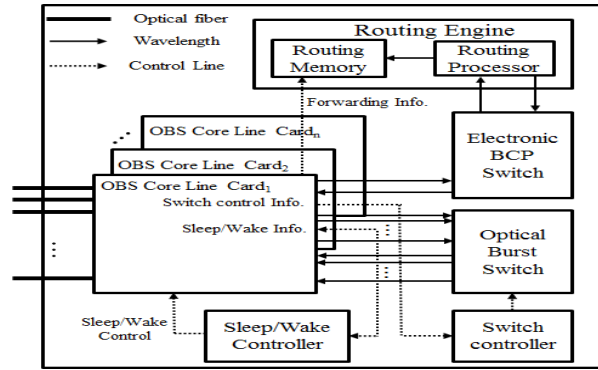 Optical fiber
Wavelength
Control Line
Routing Engine
Routing
Memory
Routing
Processor
Forwarding Info.
OBS Core Line Cardn
OBS Core Line Card2
OBS Core Line Card1
Switch control Info.
Sleep/Wake Info.
Electronic
BCP
Switch
Optical
Burst
Switch
Sleep/Wake
Control
Sleep/Wake
Controller
Switch
controller